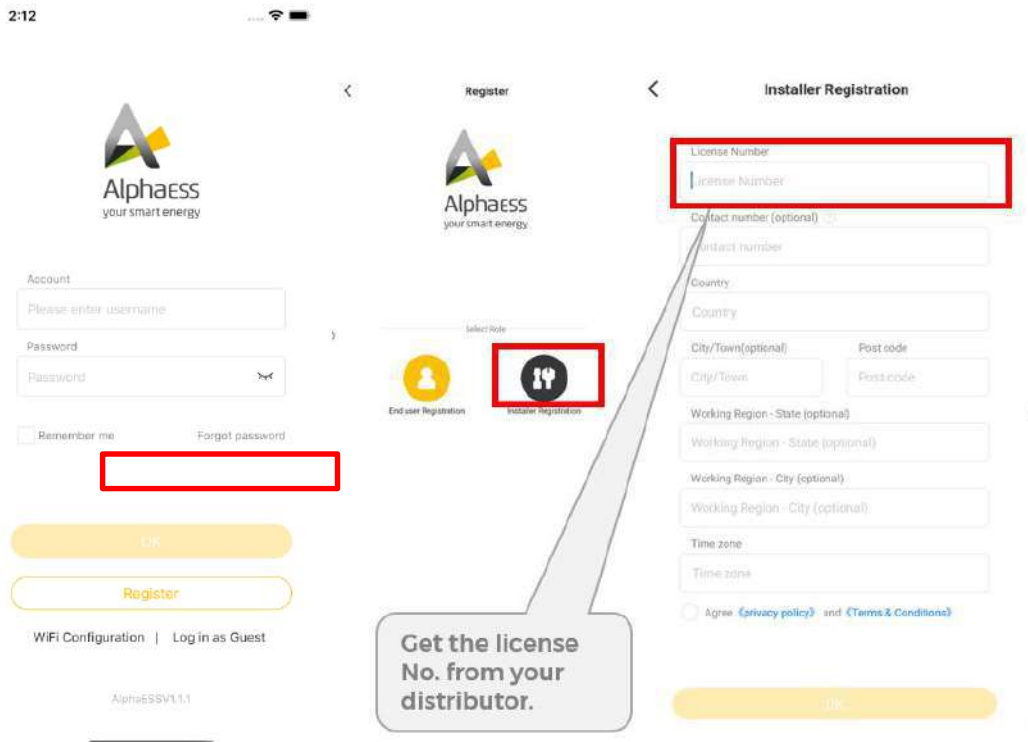 2:12
AlphaESS
your smart energy
Account
Please enter username
Password
Password
Remember me
Forgot password
OK
Register
WiFi Configuration | Log in as Guest
AlphaESSV1.1.1
Register
AlphaESS
your smart energy
Select Role
End user Registration
Installer Registration
Get the license
No. from your
distributor.
Installer Registration
License Number
License Number
Contact number (optional)
Contact number
Country
Country
City/Town(optional)
Post code
City/Town
Post code
Working Region - State (optional)
Working Region - State (optional)
Working Region - City (optional)
Working Region - City (optional)
Time zone
Time zone
Agree 《privacy policy》 and 《Terms & Conditions》
OK